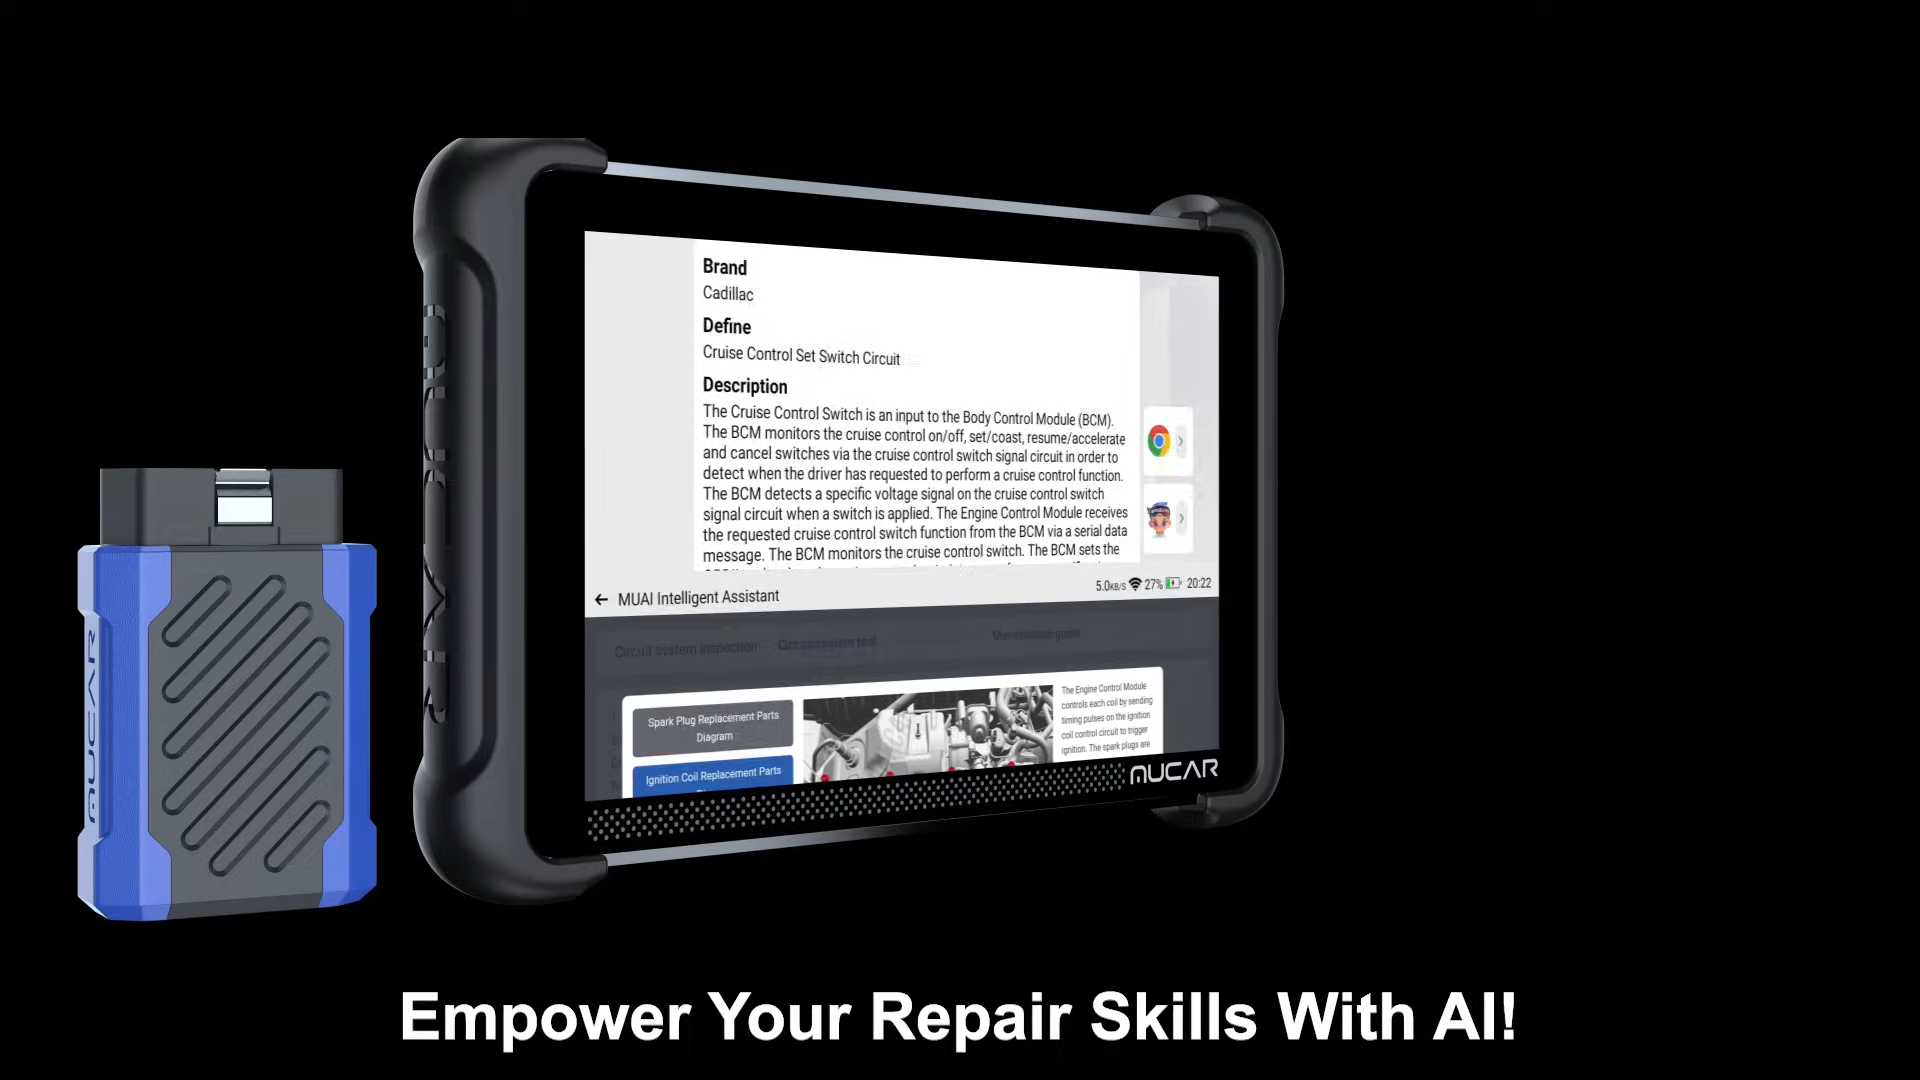 Brand
Cadillac
Define
Cruise Control Set Switch Circuit
Description
The Cruise Control Switch is an input to the Body Control Module (BCM).
The BCM monitors the cruise control on/off, set/coast, resume/accelerate
and cancel switches via the cruise control switch signal circuit in order to
detect when the driver has requested to perform a cruise control function.
The BCM detects a specific voltage signal on the cruise control switch
signal circuit when a switch is applied. The Engine Control Module receives
the requested cruise control switch function from the BCM via a serial data
message. The BCM monitors the cruise control switch. The BCM sets the
5.0KB/S 27% 20:22
← MUAI Intelligent Assistant
Circuit system inspection
Spark Plug Replacement Parts
Diagram
Ignition Coil Replacement Parts
The Engine Control Module
controls each coil by sending
timing pulses on the ignition
coil control circuit to trigger
ignition. The spark plugs are
MUCAR
MUCAR
MUCAR
Empower Your Repair Skills With AI!